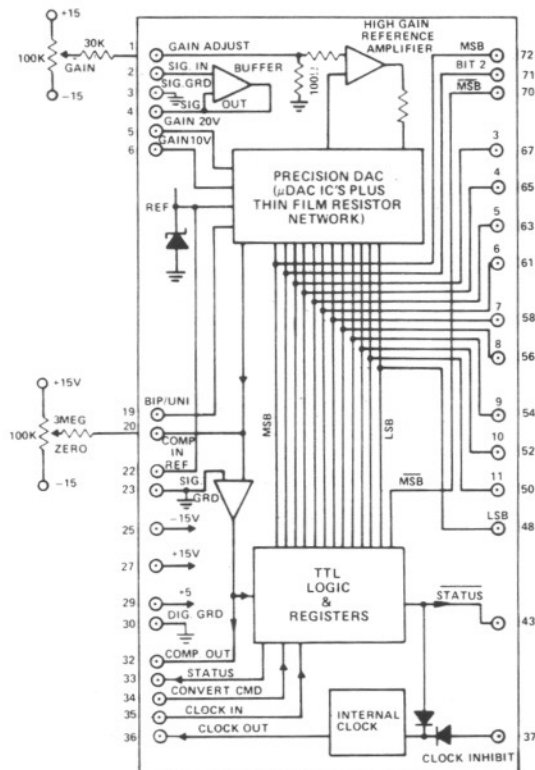 +15
30K
100K
GAIN
-15
1
GAIN ADJUST
2
SIG. IN
BUFFER
3
SIG. GRD
4
SIG. OUT
5
GAIN 20V
6
GAIN 10V
HIGH GAIN
REFERENCE
AMPLIFIER
100Ω
REF
PRECISION DAC
(μDAC IC'S PLUS
THIN FILM RESISTOR
NETWORK)
MSB
72
BIT 2
71
MSB
70
3
67
4
65
5
63
6
61
7
58
8
56
9
54
10
52
11
50
LSB
48
MSB
LSB
MSB
+15V
3MEG
100K
ZERO
-15
19
BIP/UNI
20
COMP
IN
22
REF
23
SIG.
GRD
25
-15V
27
+15V
29
+5
30
DIG. GRD
32
COMP OUT
33
STATUS
34
CONVERT CMD
35
CLOCK IN
36
CLOCK OUT
TTL
LOGIC
&
REGISTERS
STATUS
43
INTERNAL
CLOCK
37
CLOCK INHIBIT